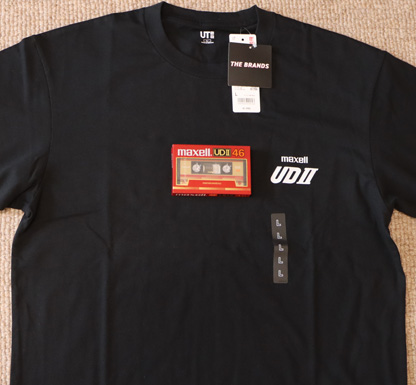 UT
THE BRANDS
maxell UDII 46
maxell
UDII
L
L
L
L
L